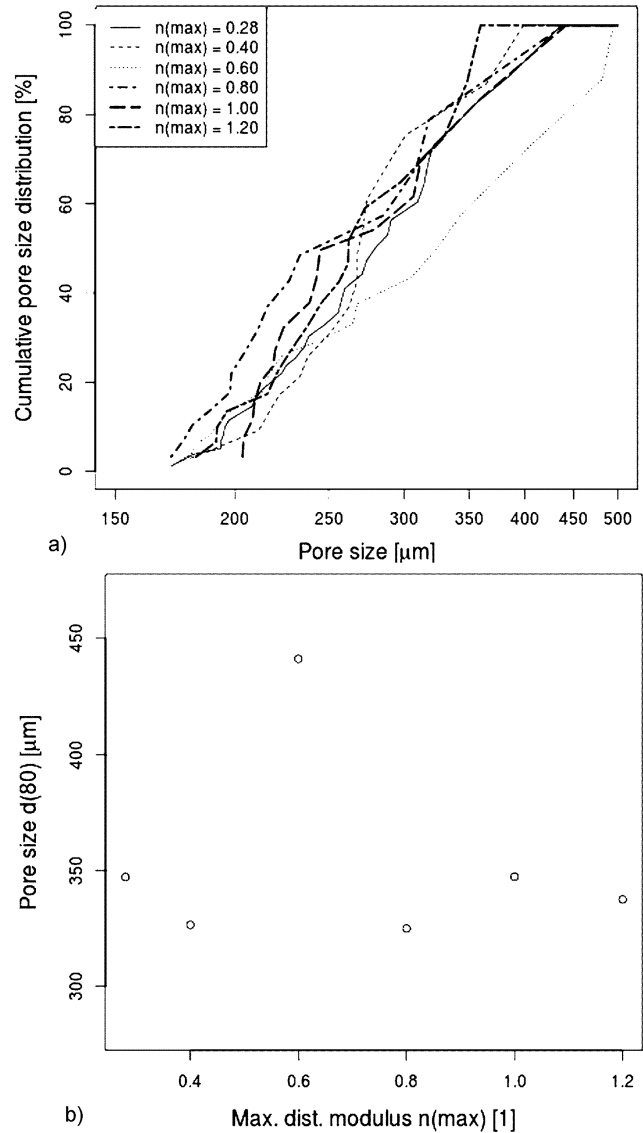 n(max) = 0.28
n(max) = 0.40
n(max) = 0.60
n(max) = 0.80
n(max) = 1.00
n(max) = 1.20
Cumulative pore size distribution [%]
100
80
60
40
20
0
150 200 250 300 350 400 450 500
a)
Pore size [μm]
Pore size d(80) [μm]
450
400
350
300
0.4 0.6 0.8 1.0 1.2
b)
Max. dist. modulus n(max) [1]